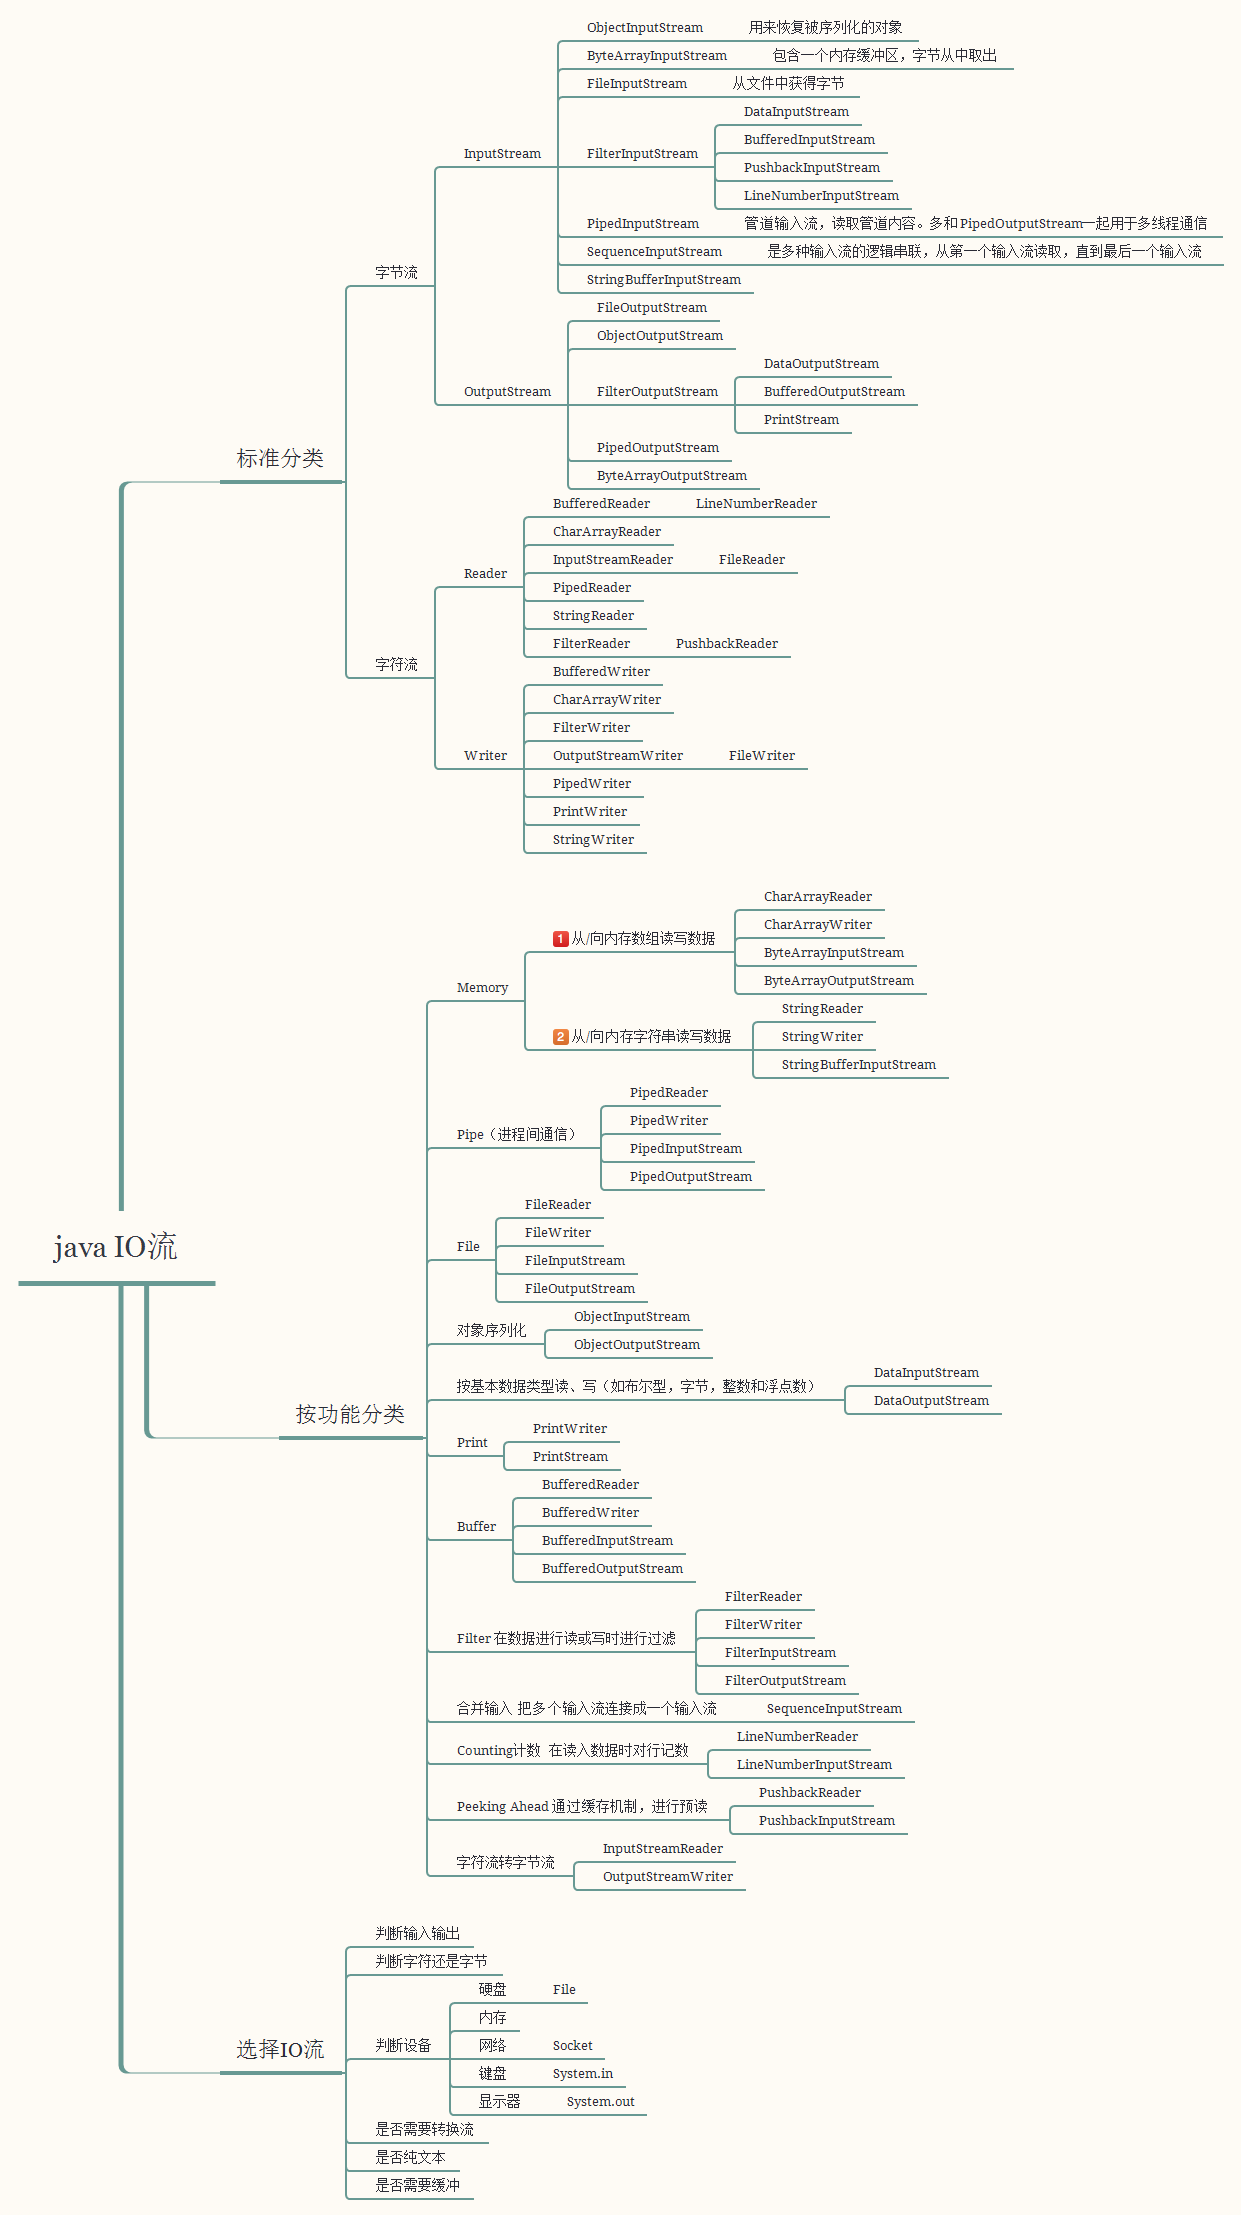 java IO流
标准分类
字节流
InputStream
ObjectInputStream 用来恢复被序列化的对象
ByteArrayInputStream 包含一个内存缓冲区，字节从中取出
FileInputStream 从文件中获得字节
FilterInputStream
DataInputStream
BufferedInputStream
PushbackInputStream
LineNumberInputStream
PipedInputStream 管道输入流，读取管道内容。多和PipedOutputStream一起用于多线程通信
SequenceInputStream 是多种输入流的逻辑串联，从第一个输入流读取，直到最后一个输入流
StringBufferInputStream
OutputStream
FileOutputStream
ObjectOutputStream
FilterOutputStream
DataOutputStream
BufferedOutputStream
PrintStream
PipedOutputStream
ByteArrayOutputStream
字符流
Reader
BufferedReader LineNumberReader
CharArrayReader
InputStreamReader FileReader
PipedReader
StringReader
FilterReader PushbackReader
Writer
BufferedWriter
CharArrayWriter
FilterWriter
OutputStreamWriter FileWriter
PipedWriter
PrintWriter
StringWriter
按功能分类
Memory
1 从/向内存数组读写数据
CharArrayReader
CharArrayWriter
ByteArrayInputStream
ByteArrayOutputStream
2 从/向内存字符串读写数据
StringReader
StringWriter
StringBufferInputStream
Pipe（进程间通信）
PipedReader
PipedWriter
PipedInputStream
PipedOutputStream
File
FileReader
FileWriter
FileInputStream
FileOutputStream
对象序列化
ObjectInputStream
ObjectOutputStream
按基本数据类型读、写（如布尔型，字节，整数和浮点数）
DataInputStream
DataOutputStream
Print
PrintWriter
PrintStream
Buffer
BufferedReader
BufferedWriter
BufferedInputStream
BufferedOutputStream
Filter 在数据进行读或写时进行过滤
FilterReader
FilterWriter
FilterInputStream
FilterOutputStream
合并输入 把多个输入流连接成一个输入流 SequenceInputStream
Counting计数 在读入数据时对行记数
LineNumberReader
LineNumberInputStream
Peeking Ahead 通过缓存机制，进行预读
PushbackReader
PushbackInputStream
字符流转字节流
InputStreamReader
OutputStreamWriter
选择IO流
判断输入输出
判断字符还是字节
判断设备
硬盘 File
内存
网络 Socket
键盘 System.in
显示器 System.out
是否需要转换流
是否纯文本
是否需要缓冲